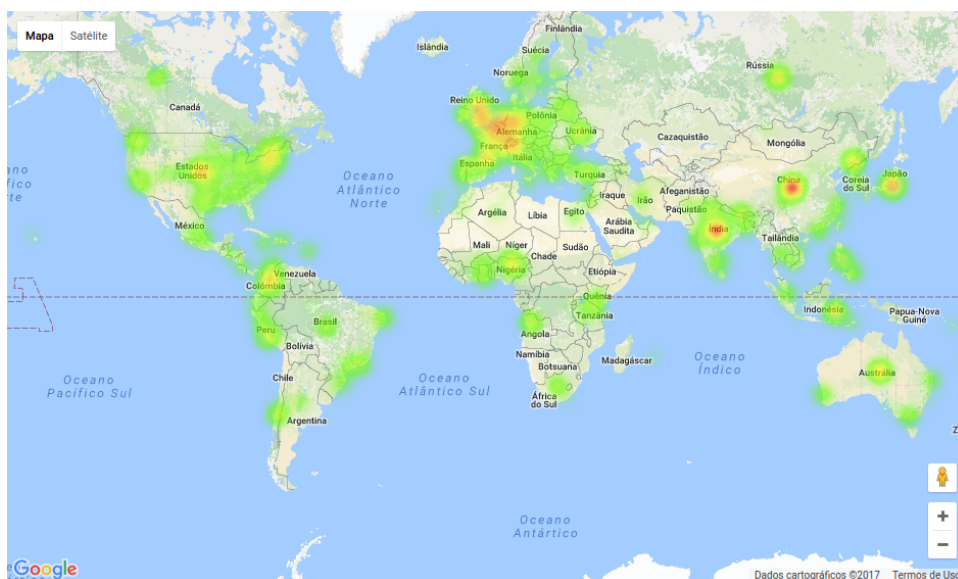 Mapa Satélite
Finlândia
Islândia
Suécia
Noruega
Rússia
Canadá
Reino Unido
Polônia
Alemanha
Ucrânia
França
Cazaquistão
Mongólia
Espanha
Itália
Estados
Unidos
Turquia
China
Coreia
do Sul
Japão
Oceano
Atlântico
Norte
Iraque
Irão
Afeganistão
Paquistão
Argélia
Líbia
Egito
Arábia
Saudita
México
Índia
Tailândia
Mali
Níger
Chade
Sudão
Nigéria
Etiópia
Venezuela
Colômbia
Quênia
Tanzânia
Indonésia
Papua-Nova
Guiné
Peru
Brasil
Angola
Bolívia
Namíbia
Botsuana
Madagáscar
Oceano
Índico
Oceano
Pacífico Sul
Chile
Oceano
Atlântico Sul
África
do Sul
Austrália
Argentina
Oceano
Antártico
+
−
Google
Dados cartográficos ©2017 Termos de Uso